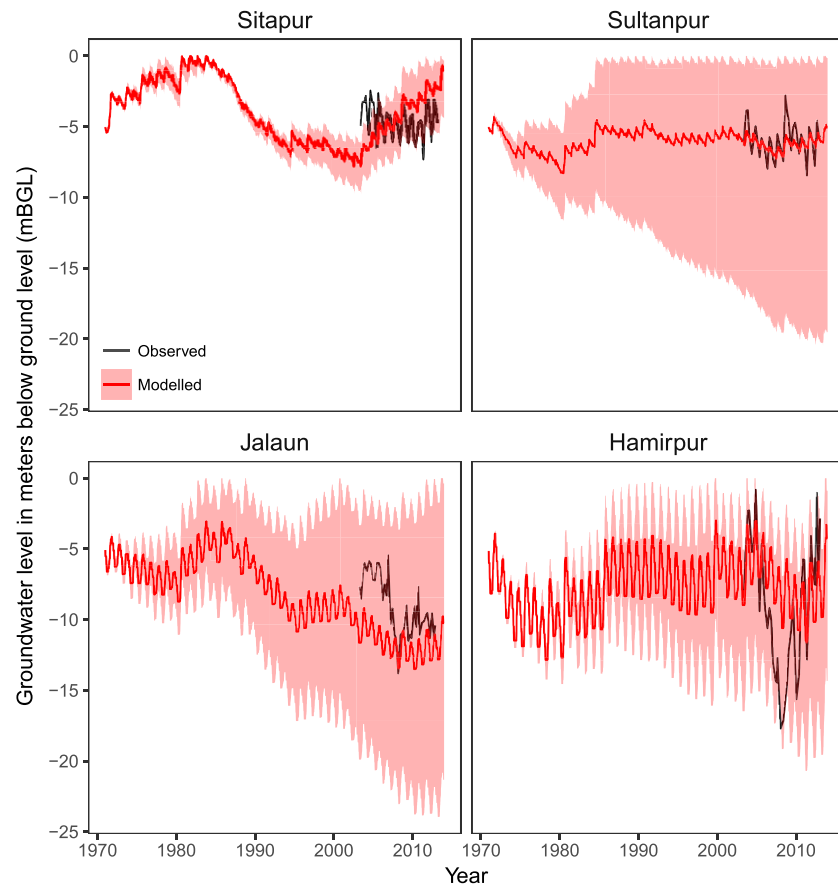 Sitapur
Sultanpur
0
−5
−10
−15
−20
−25
Observed
Modelled
Jalaun
Hamirpur
0
−5
−10
−15
−20
−25
1970
1980
1990
2000
2010
1970
1980
1990
2000
2010
Year
Groundwater level in meters below ground level (mBGL)